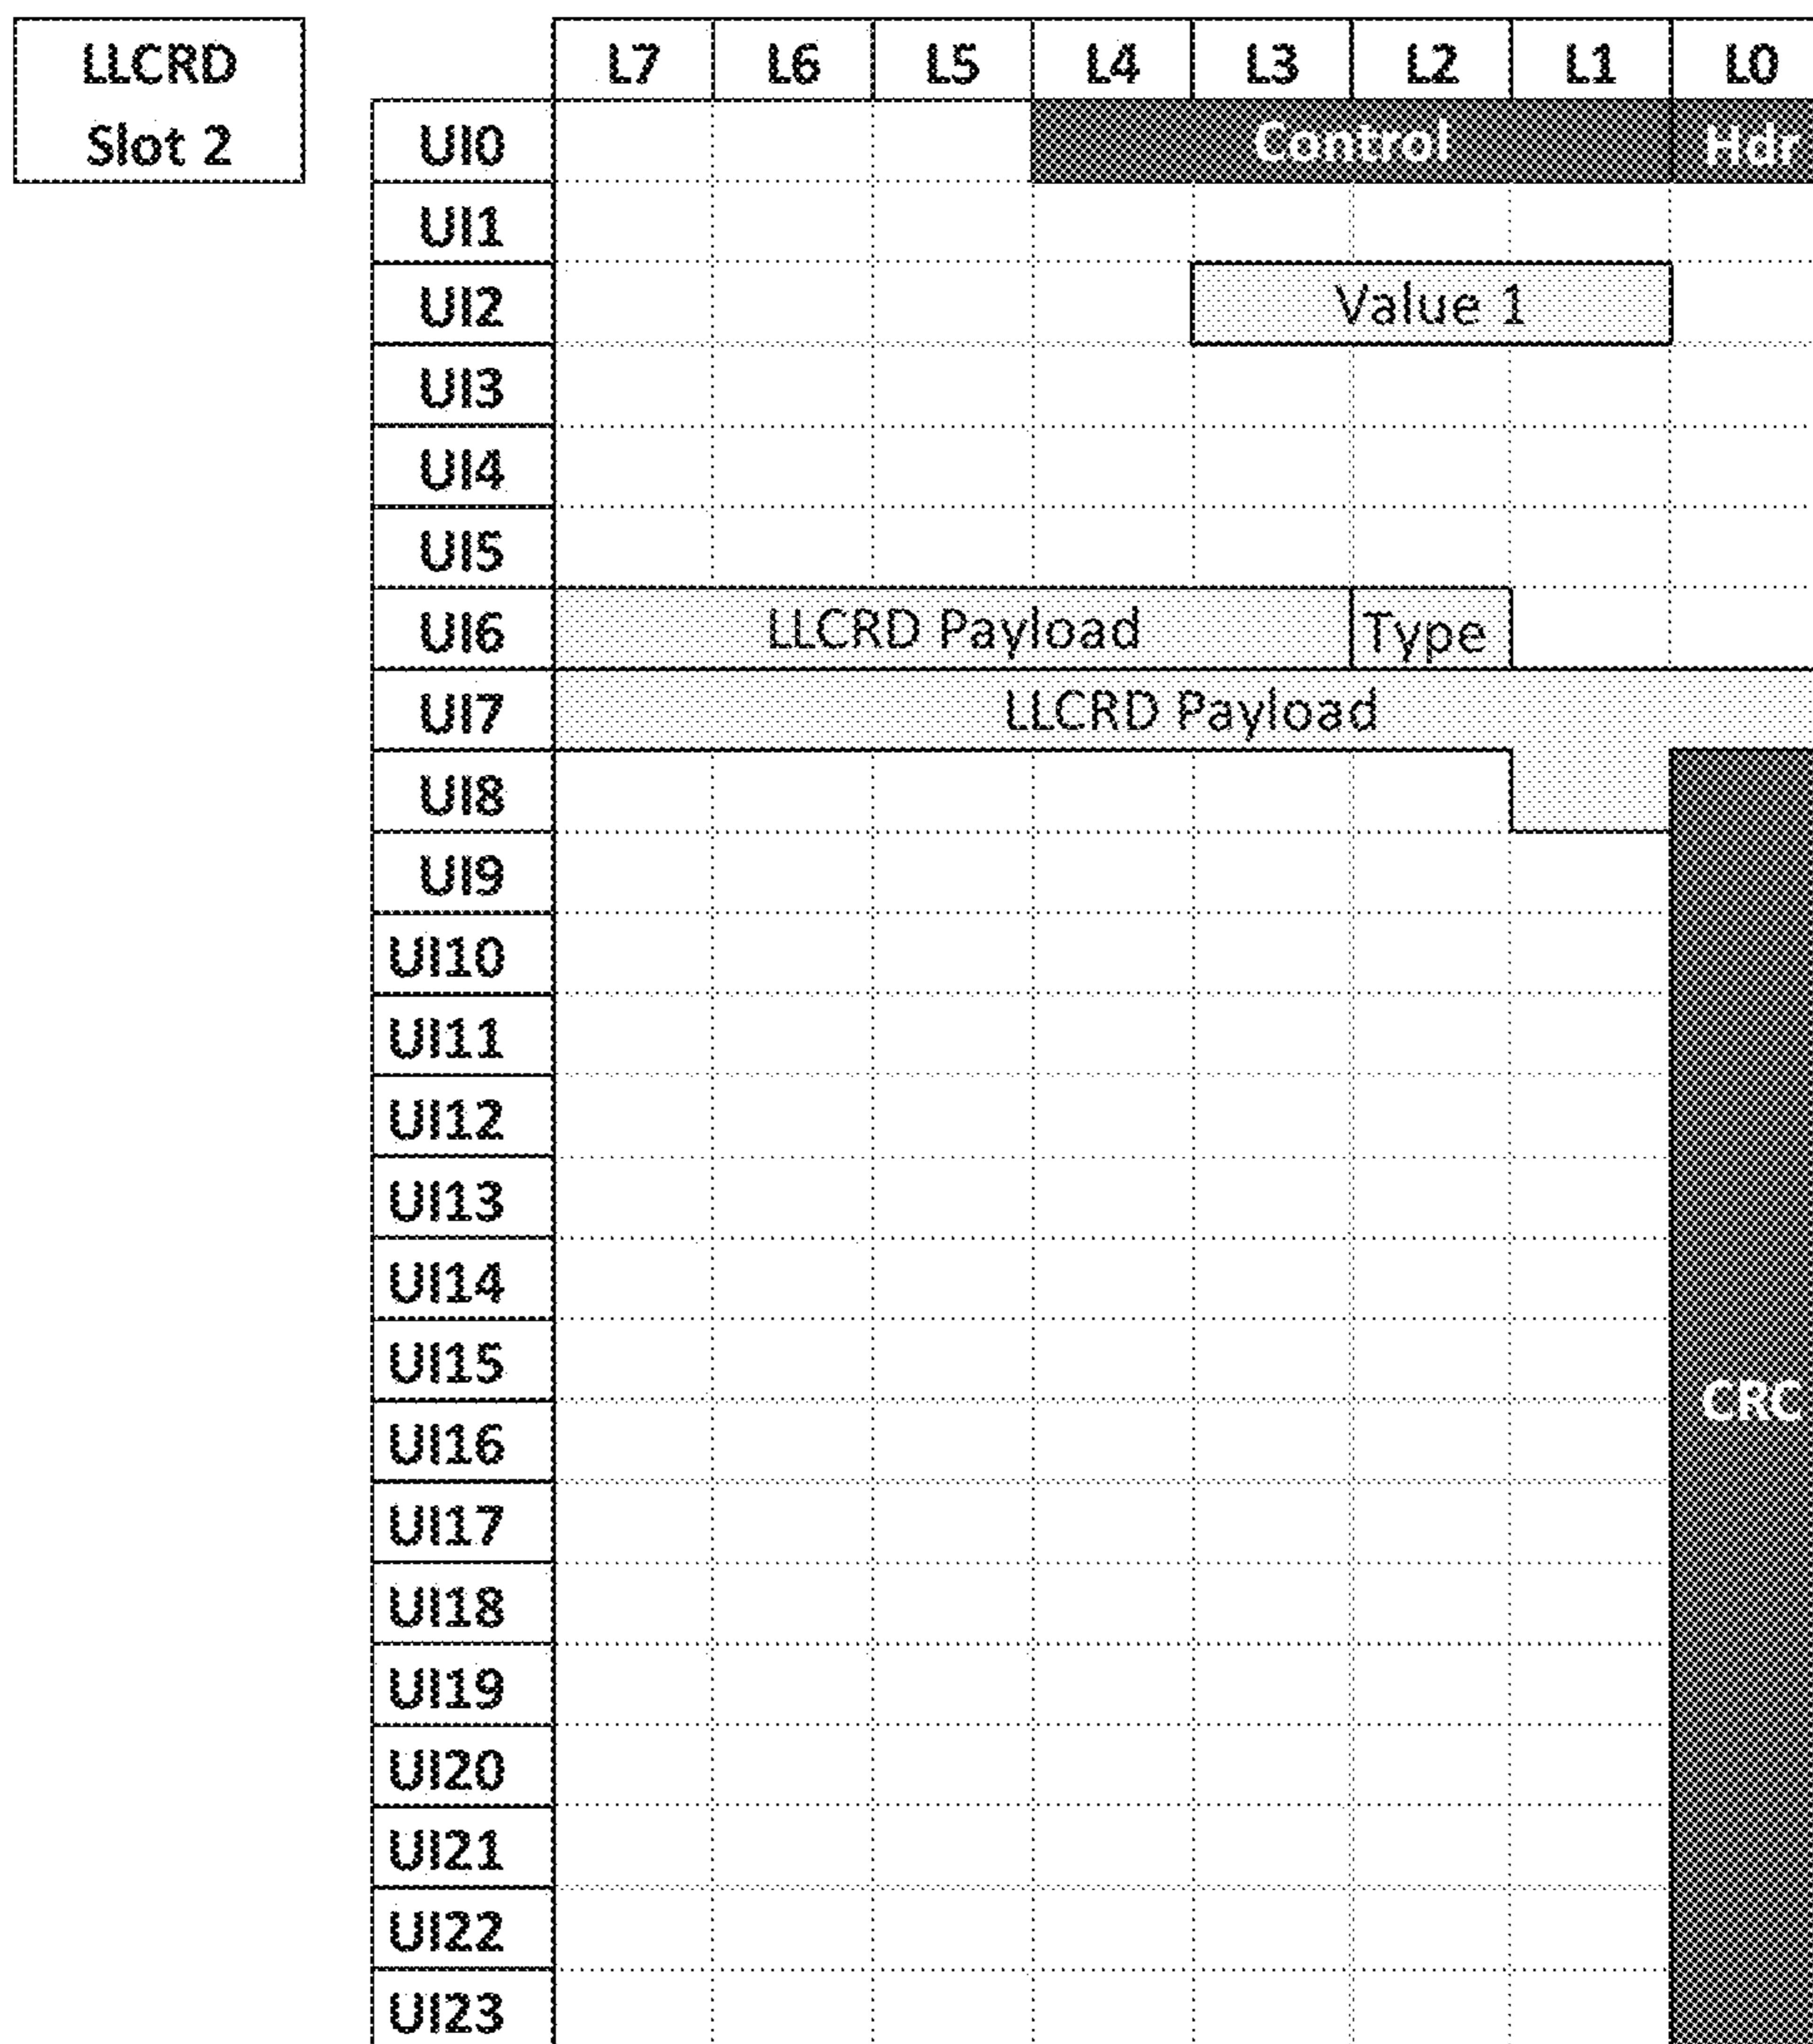 LLCRD
Slot 2
L7 L6 L5 L4 L3 L2 L1 L0
UI0 Control Hdr
UI1
UI2 Value 1
UI3
UI4
UI5
UI6 LLCRD Payload Type
UI7 LLCRD Payload
UI8
UI9
UI10
UI11
UI12
UI13
UI14
UI15
CRC
UI16
UI17
UI18
UI19
UI20
UI21
UI22
UI23